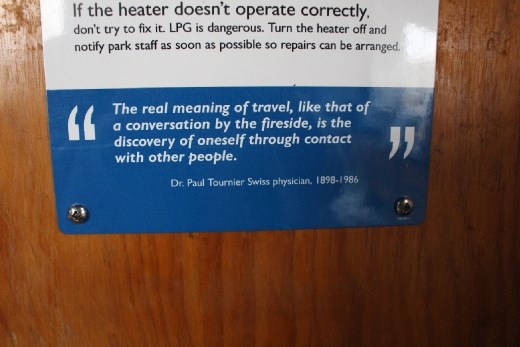 If the heater doesn't operate correctly,
don't try to fix it. LPG is dangerous. Turn the heater off and
notify park staff as soon as possible so repairs can be arranged.
“ The real meaning of travel, like that of
a conversation by the fireside, is the
discovery of oneself through contact
with other people. ”
Dr. Paul Tournier Swiss physician, 1898-1986